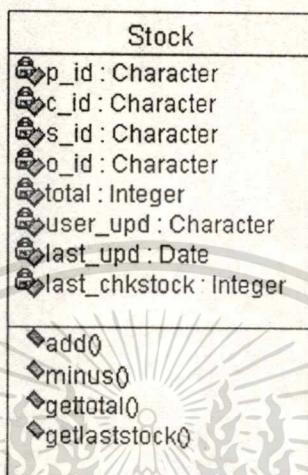 Stock
p_id : Character
c_id : Character
s_id : Character
o_id : Character
total : Integer
user_upd : Character
last_upd : Date
last_chkstock : Integer
add()
minus()
gettotal()
getlaststock()